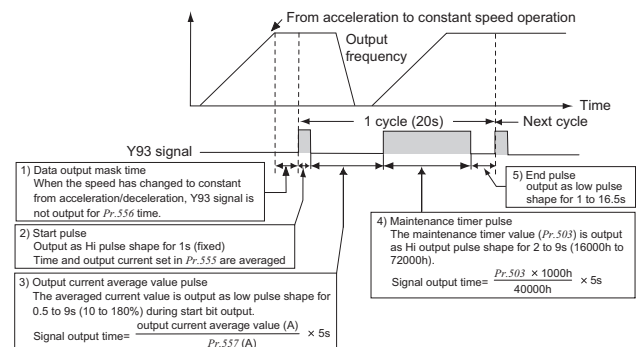 From acceleration to constant speed operation
Output
frequency
Time
1 cycle (20s)
Next cycle
Y93 signal
1) Data output mask time
When the speed has changed to constant
from acceleration/deceleration, Y93 signal is
not output for Pr.556 time.
2) Start pulse
Output as Hi pulse shape for 1s (fixed)
Time and output current set in Pr.555 are averaged
3) Output current average value pulse
The averaged current value is output as low pulse shape for
0.5 to 9s (10 to 180%) during start bit output.
Signal output time= output current average value (A) / Pr.557 (A) × 5s
5) End pulse
output as low pulse
shape for 1 to 16.5s
4) Maintenance timer pulse
The maintenance timer value (Pr.503) is output
as Hi output pulse shape for 2 to 9s (16000h to
72000h).
Signal output time= Pr.503 × 1000h / 40000h × 5s